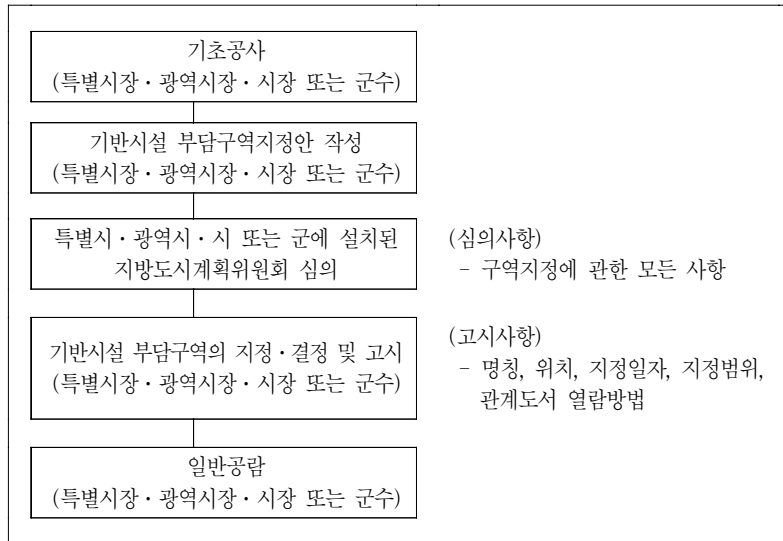 기초공사
(특별시장·광역시장·시장 또는 군수)
기반시설 부담구역지정안 작성
(특별시장·광역시장·시장 또는 군수)
특별시·광역시·시 또는 군에 설치된
지방도시계획위원회 심의
(심의사항)
- 구역지정에 관한 모든 사항
기반시설 부담구역의 지정·결정 및 고시
(특별시장·광역시장·시장 또는 군수)
(고시사항)
- 명칭, 위치, 지정일자, 지정범위,
관계도서 열람방법
일반공람
(특별시장·광역시장·시장 또는 군수)